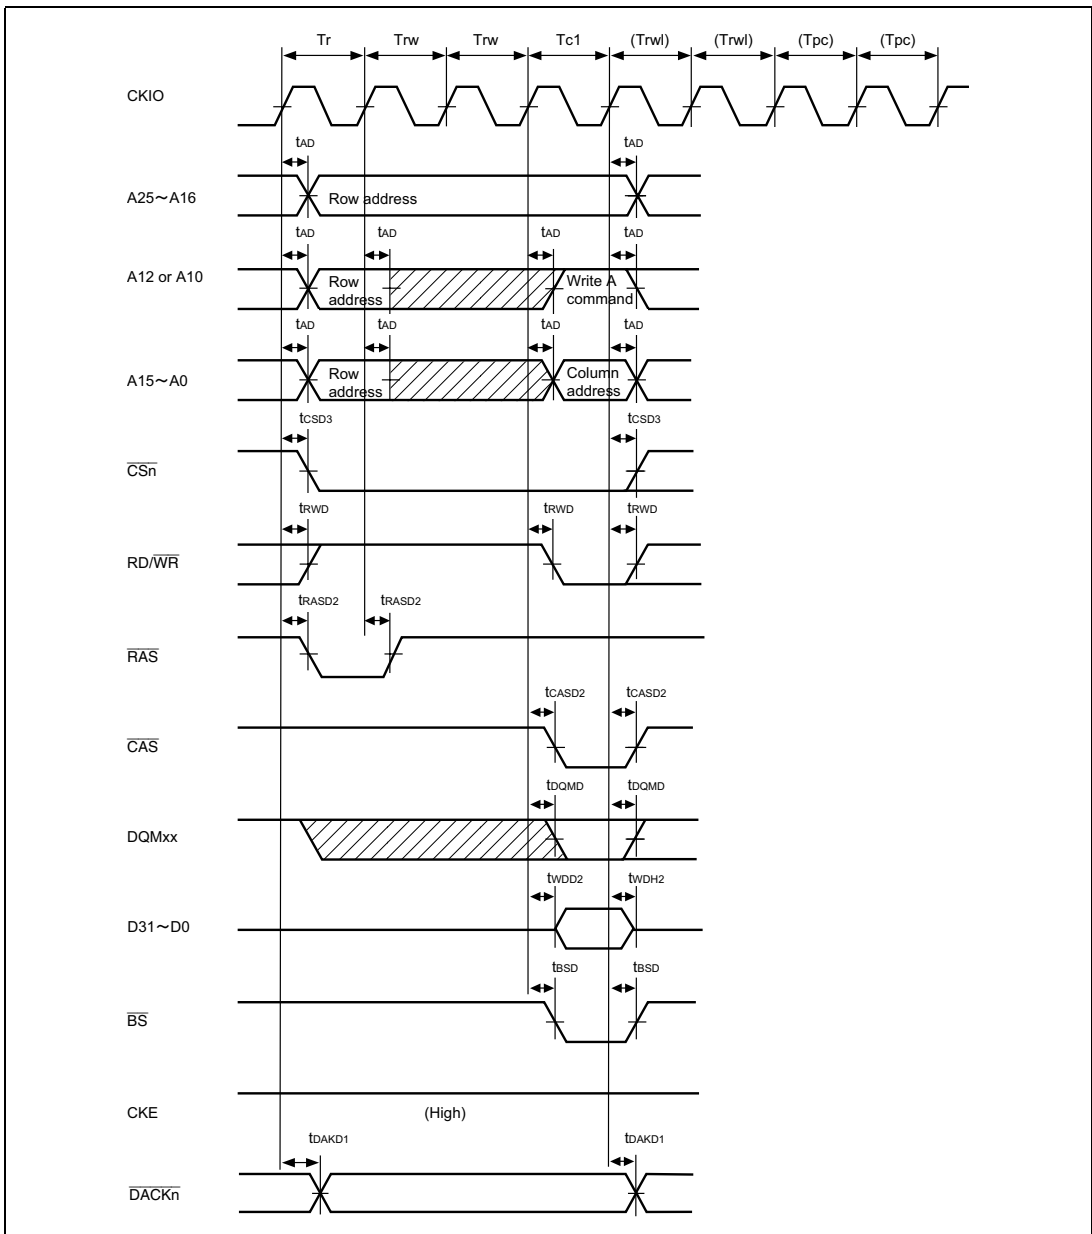 Tr Trw Trw Tc1 (Trwl) (Trwl) (Tpc) (Tpc)
CKIO
tAD tAD
A25～A16 Row address
tAD tAD tAD tAD
A12 or A10 Row address Write A command
tAD tAD tAD tAD
A15～A0 Row address Column address
tCSD3 tCSD3
CSn
tRWD tRWD tRWD
RD/WR
tRASD2 tRASD2
RAS
tCASD2 tCASD2
CAS
tDQMD tDQMD
DQMxx
tWDD2 tWDH2
D31～D0
tBSD tBSD
BS
CKE (High)
tDAKD1 tDAKD1
DACKn